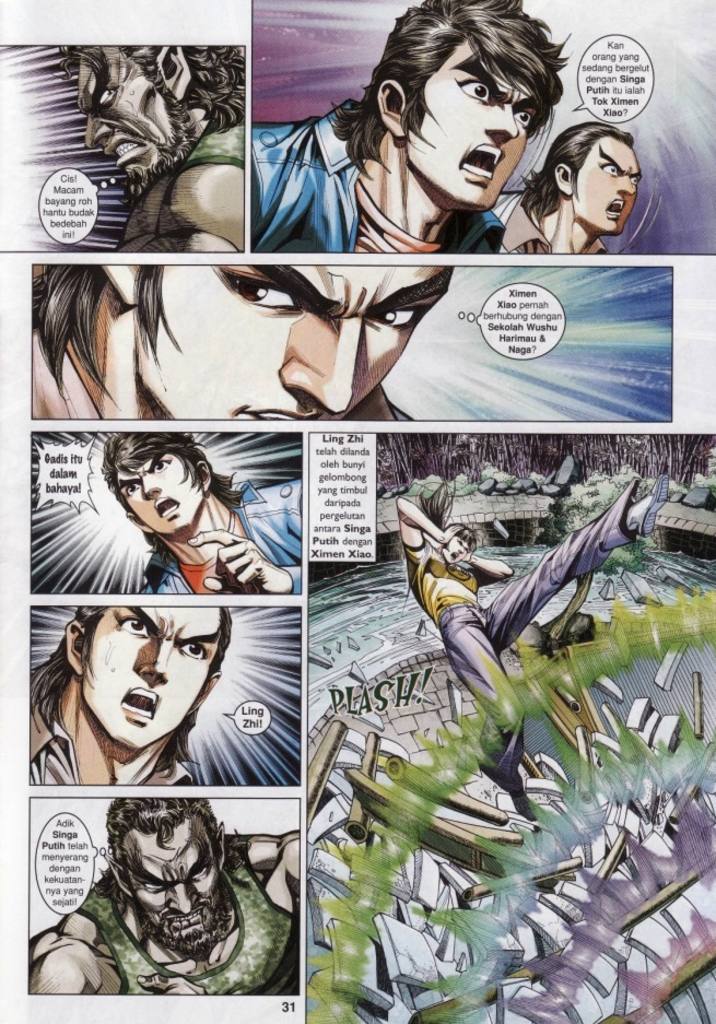 Cis!
Macam
bayang roh
hantu budak
bedebah
ini!
Kan
orang yang
sedang bergelut
dengan Singa
Putih itu ialah
Tok Ximen
Xiao?
Ximen
Xiao pernah
berhubung dengan
Sekolah Wushu
Harimau &
Naga?
Gadis itu
dalam
bahaya!
Ling
Zhi!
Adik
Singa
Putih telah
menyerang
dengan
kekuatan-
nya yang
sejati!
Ling Zhi
telah dilanda
oleh bunyi
gelombong
yang timbul
daripada
pergelutan
antara Singa
Putih dengan
Ximen Xiao.
PLASH!
31